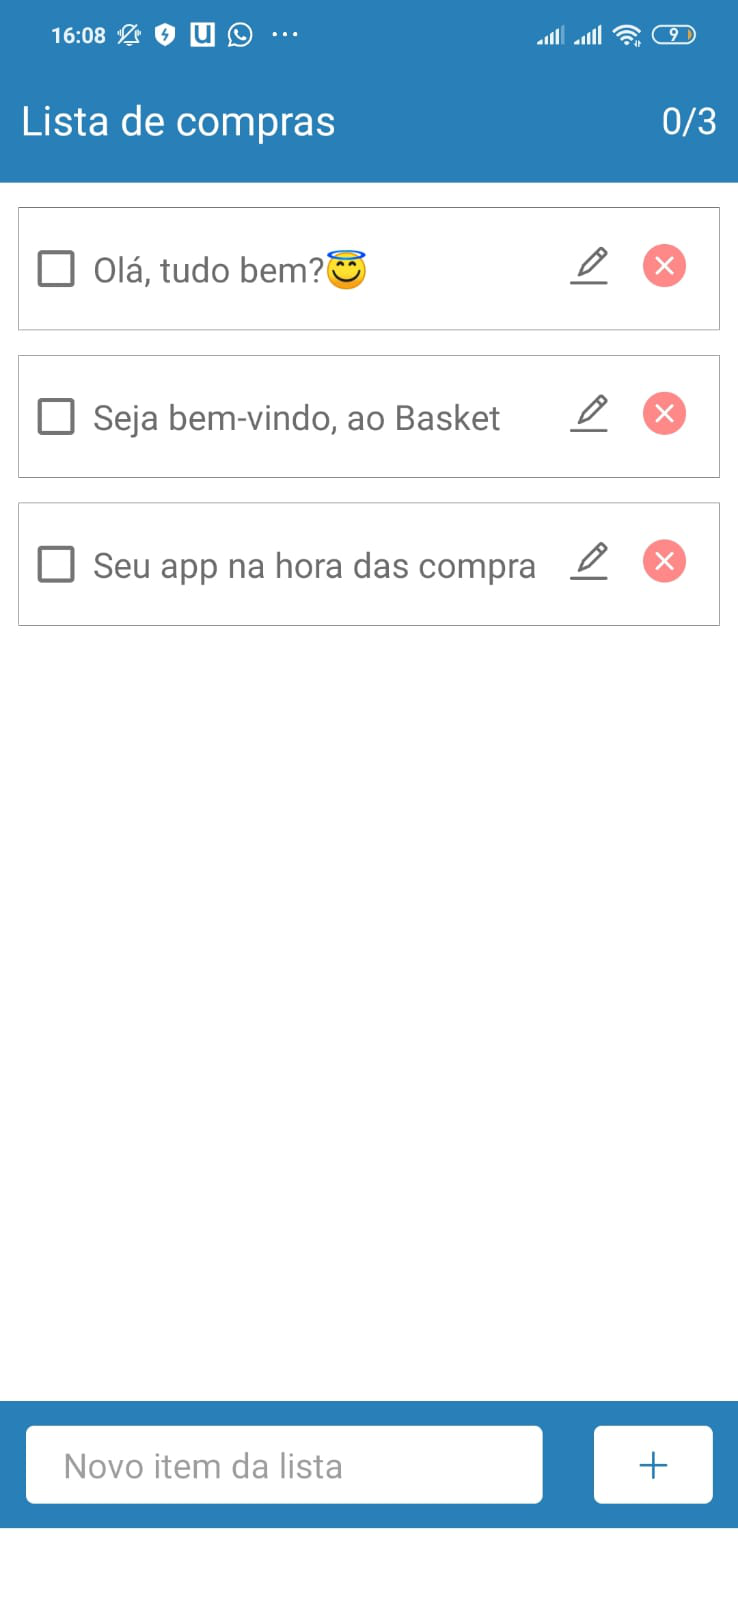 16:08 9
Lista de compras 0/3
Olá, tudo bem?😇
Seja bem-vindo, ao Basket
Seu app na hora das compra
Novo item da lista +